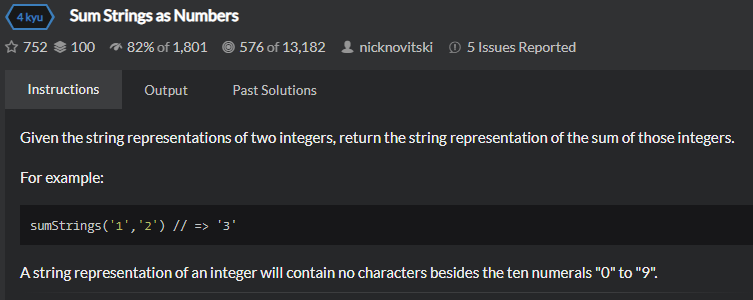 4 kyu Sum Strings as Numbers
752 100 82% of 1,801 576 of 13,182 nicknovitski 5 Issues Reported
Instructions Output Past Solutions
Given the string representations of two integers, return the string representation of the sum of those integers.
For example:
sumStrings('1','2') // => '3'
A string representation of an integer will contain no characters besides the ten numerals "0" to "9".